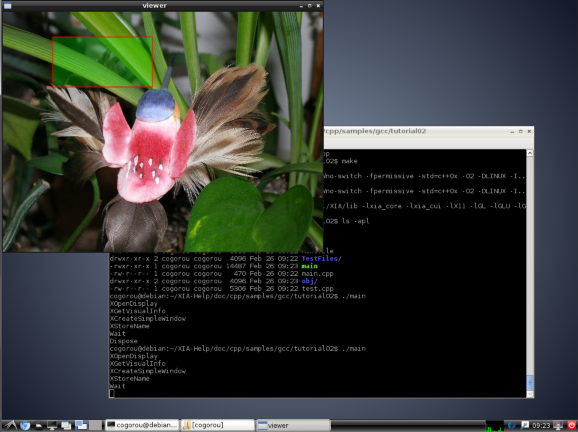 viewer
/cpp/samples/gcc/tutorial02
.02$ make
no-switch -fpermissive -std=c++0x -O2 -DLINUX -I..
no-switch -fpermissive -std=c++0x -O2 -DLINUX -I..
/XIA/lib -lxia_core -lxia_cui -lX11 -lGL -lGLU -lG
.02$ ls -apl
drwxr-xr-x 2 cogorou cogorou 4096 Feb 26 09:22 TestFiles/
-rwxr-xr-x 1 cogorou cogorou 14487 Feb 26 09:23 main
-rw-r--r-- 1 cogorou cogorou 470 Feb 26 09:22 main.cpp
drwxr-xr-x 2 cogorou cogorou 4096 Feb 26 09:23 obj/
-rw-r--r-- 1 cogorou cogorou 5306 Feb 26 09:22 test.cpp
cogorou@debian:~/XIA-Help/doc/cpp/samples/gcc/tutorial02$ ./main
XOpenDisplay
XGetVisualInfo
XCreateSimpleWindow
XStoreName
Wait
Dispose
cogorou@debian:~/XIA-Help/doc/cpp/samples/gcc/tutorial02$ ./main
XOpenDisplay
XGetVisualInfo
XCreateSimpleWindow
XStoreName
Wait
cogorou@debian:... [cogorou] viewer 09:23